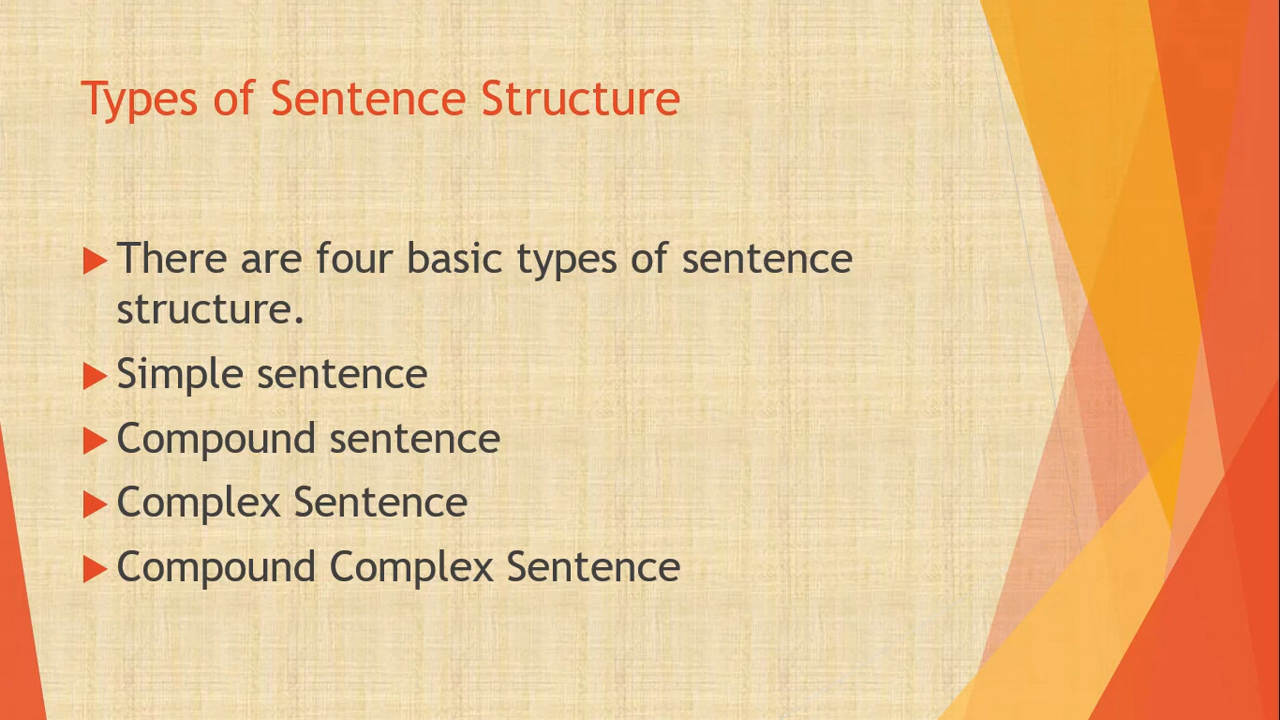 Types of Sentence Structure
There are four basic types of sentence
structure.
Simple sentence
Compound sentence
Complex Sentence
Compound Complex Sentence